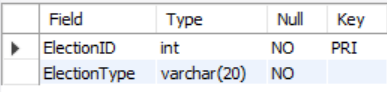 Field Type Null Key
ElectionID int NO PRI
ElectionType varchar(20) NO